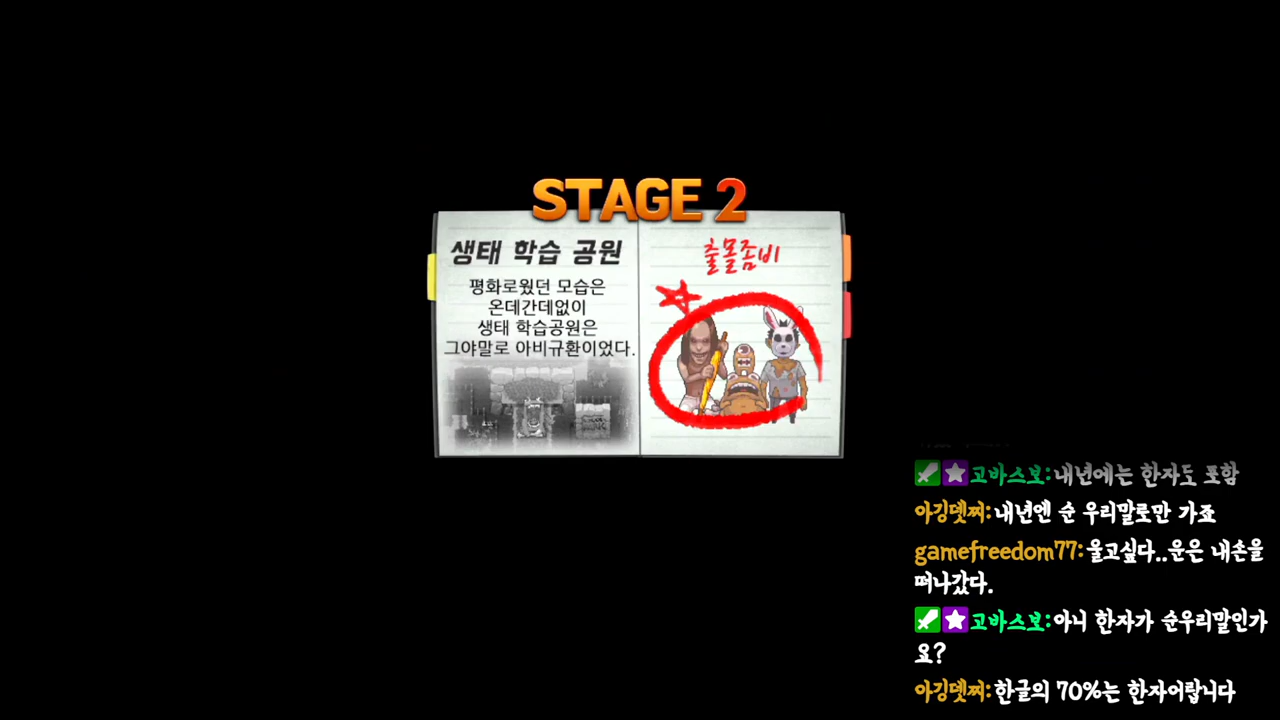 STAGE 2
생태 학습 공원
평화로웠던 모습은
온데간데없이
생태 학습공원은
그야말로 아비규환이었다.
출몰좀비
고바스보:내년에는 한자도 포함
아깅뎃찌:내년엔 순 우리말로만 가죠
gamefreedom77:울고싶다..운은 내손을
떠나갔다.
고바스보:아니 한자가 순우리말인가
요?
아깅뎃찌:한글의 70%는 한자어랍니다